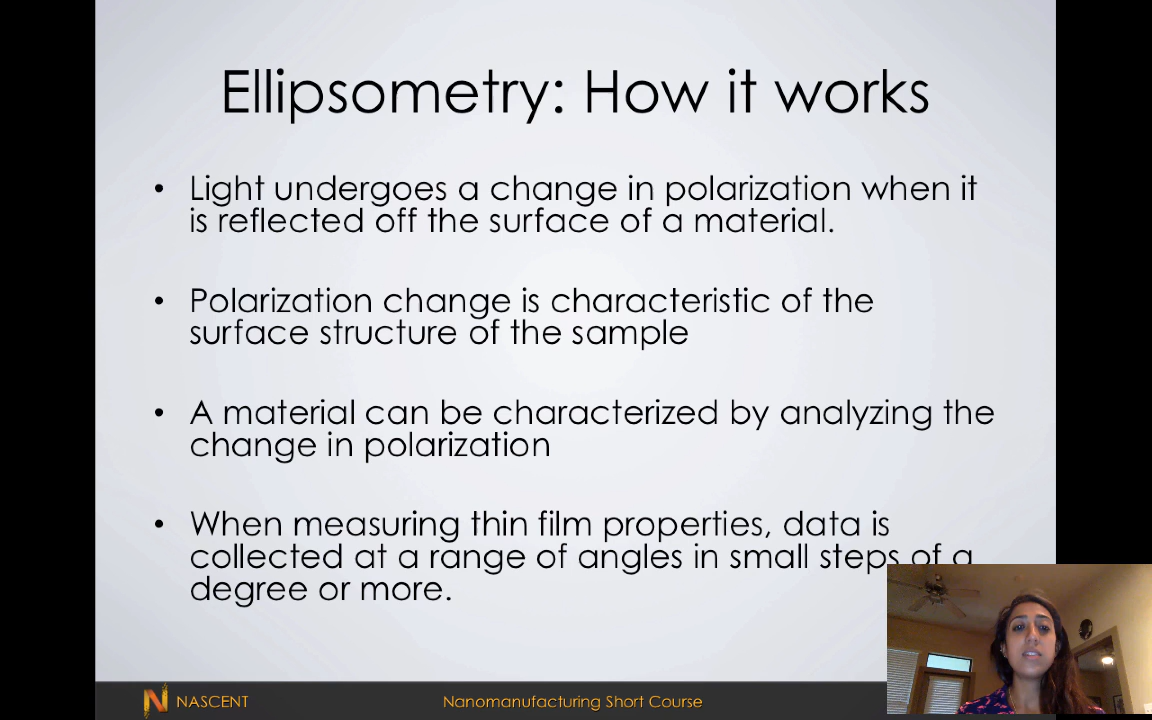 Ellipsometry: How it works
• Light undergoes a change in polarization when it
is reflected off the surface of a material.
• Polarization change is characteristic of the
surface structure of the sample
• A material can be characterized by analyzing the
change in polarization
• When measuring thin film properties, data is
collected at a range of angles in small steps of a
degree or more.
N NASCENT
Nanomanufacturing Short Course